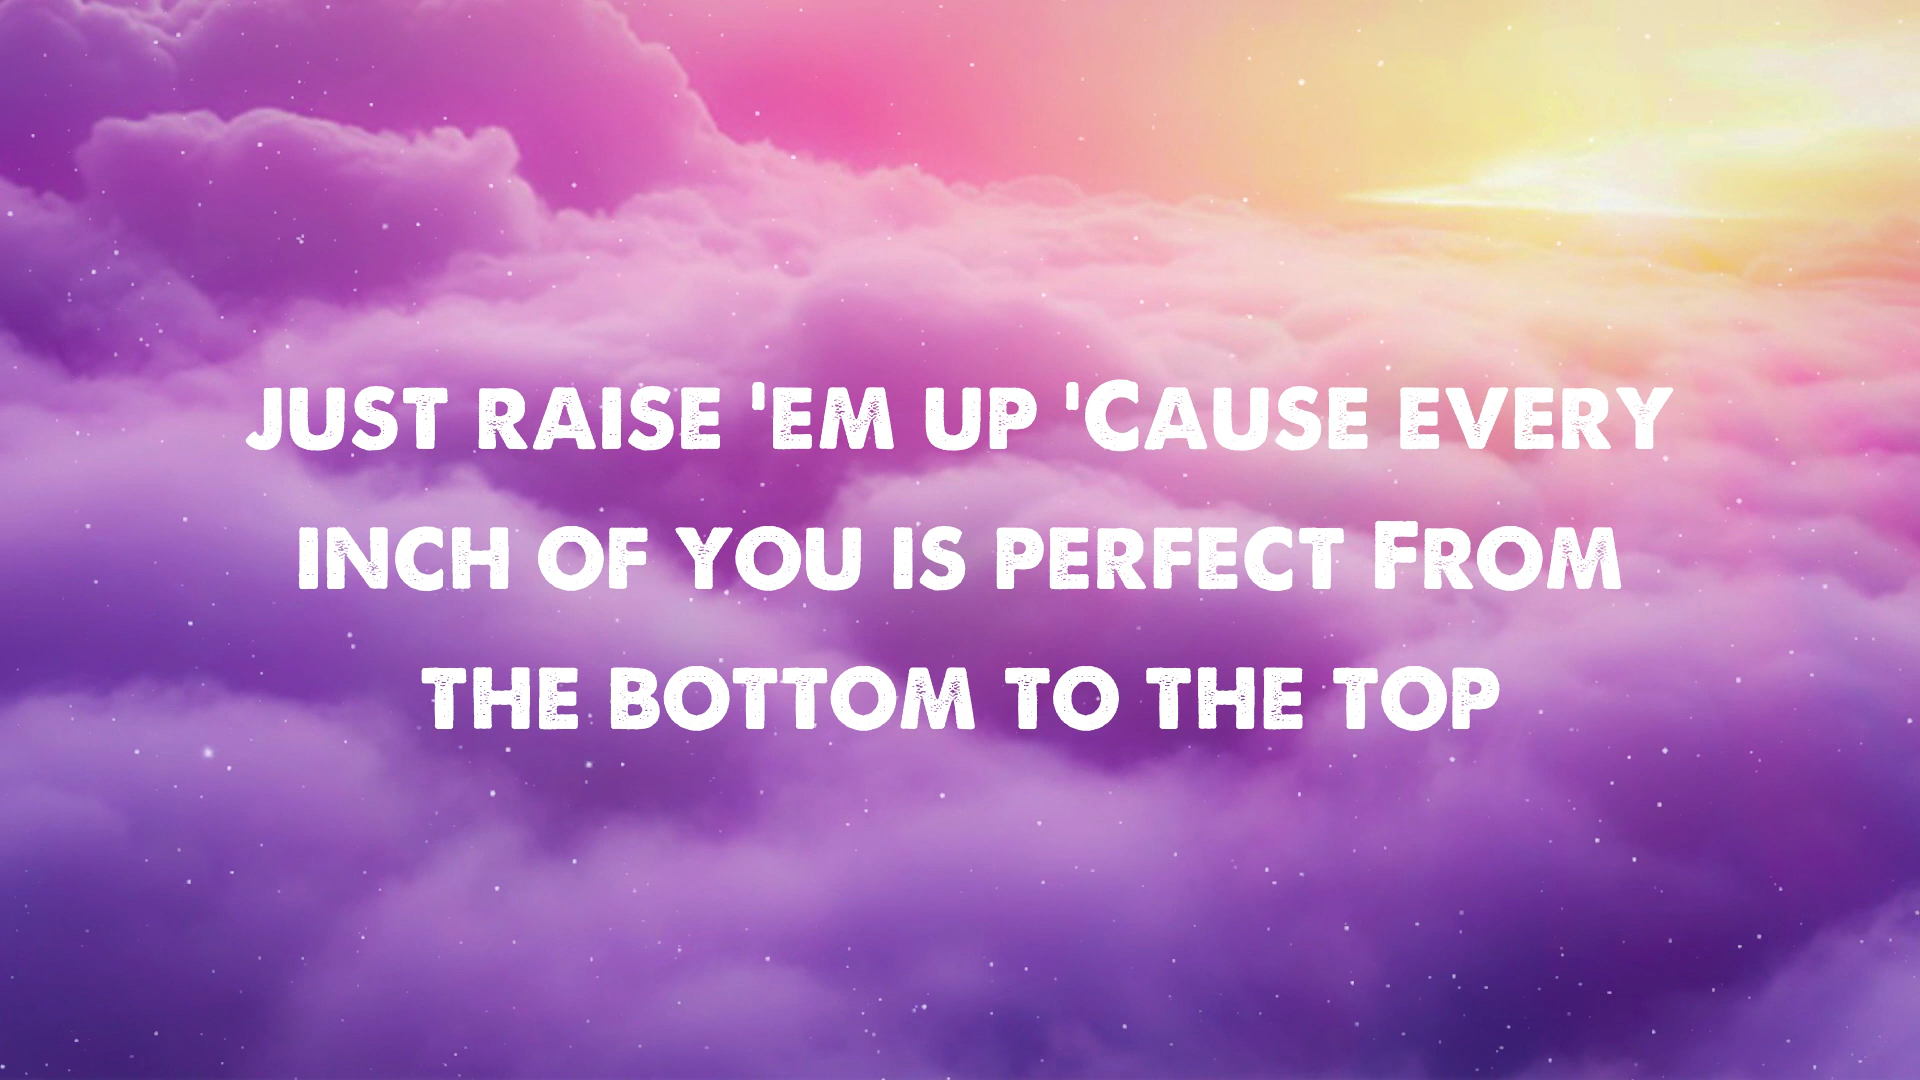 JUST RAISE 'EM UP 'CAUSE EVERY
INCH OF YOU IS PERFECT FROM
THE BOTTOM TO THE TOP